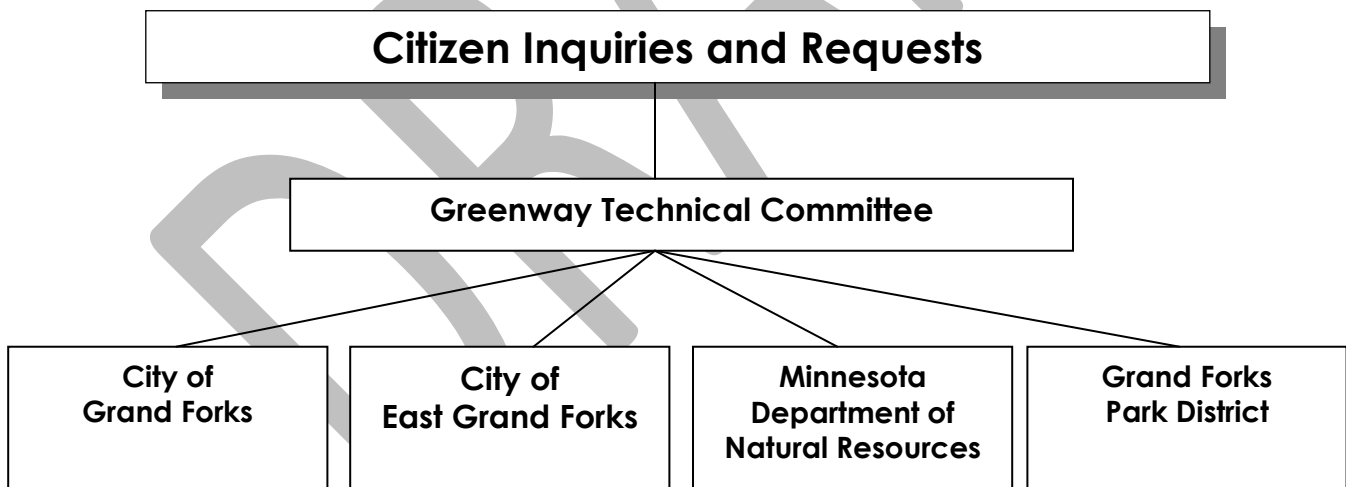 Citizen Inquiries and Requests
Greenway Technical Committee
City of
Grand Forks
City of
East Grand Forks
Minnesota
Department of
Natural Resources
Grand Forks
Park District